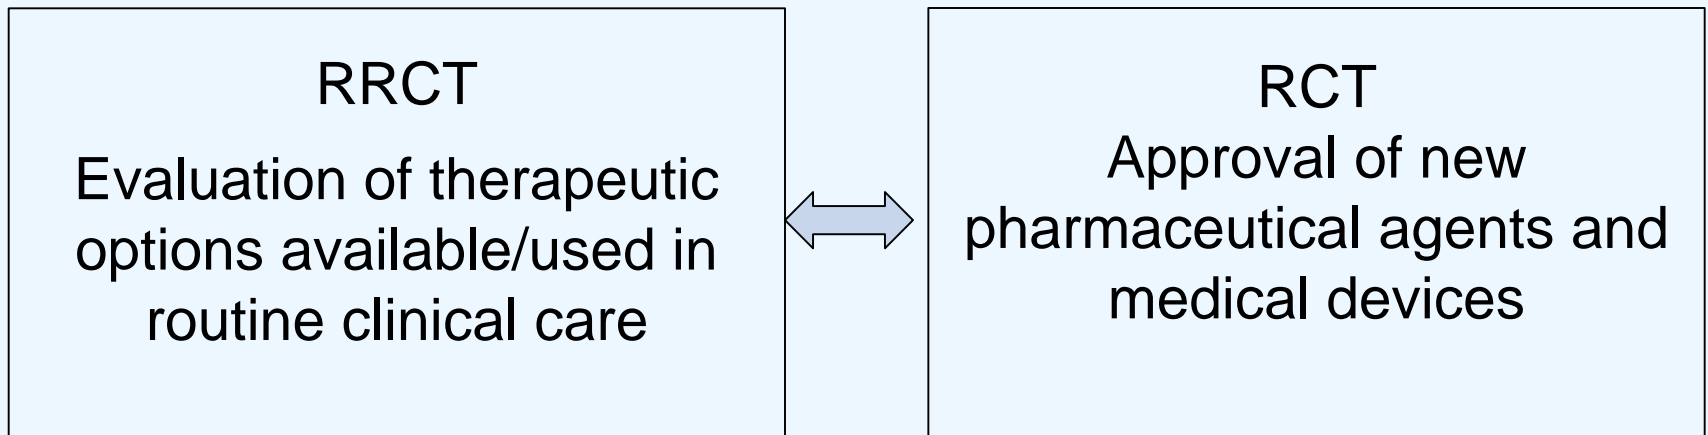 RRCT
Evaluation of therapeutic
options available/used in
routine clinical care
RCT
Approval of new
pharmaceutical agents and
medical devices